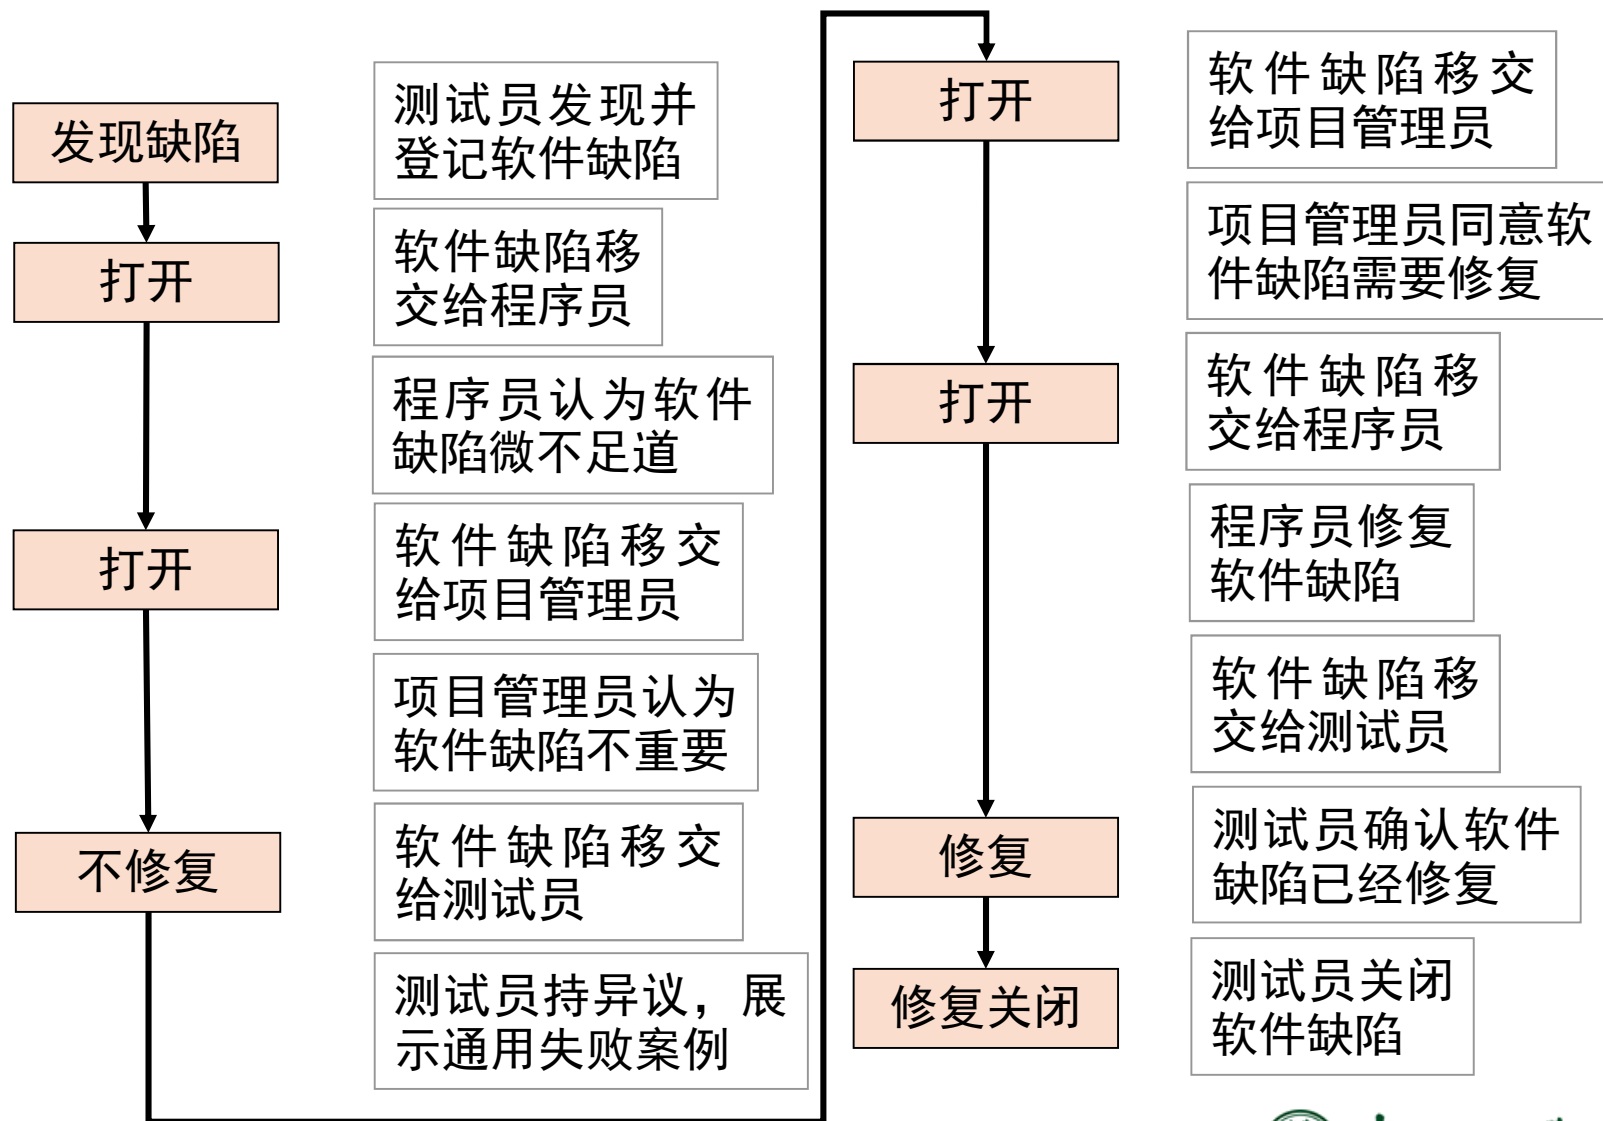 发现缺陷
测试员发现并
登记软件缺陷
打开
软件缺陷移
交给程序员
程序员认为软件
缺陷微不足道
打开
软件缺陷移交
给项目管理员
项目管理员认为
软件缺陷不重要
不修复
软件缺陷移交
给测试员
测试员持异议，展
示通用失败案例
打开
软件缺陷移交
给项目管理员
项目管理员同意软
件缺陷需要修复
打开
软件缺陷移
交给程序员
程序员修复
软件缺陷
软件缺陷移
交给测试员
修复
测试员确认软件
缺陷已经修复
修复关闭
测试员关闭
软件缺陷